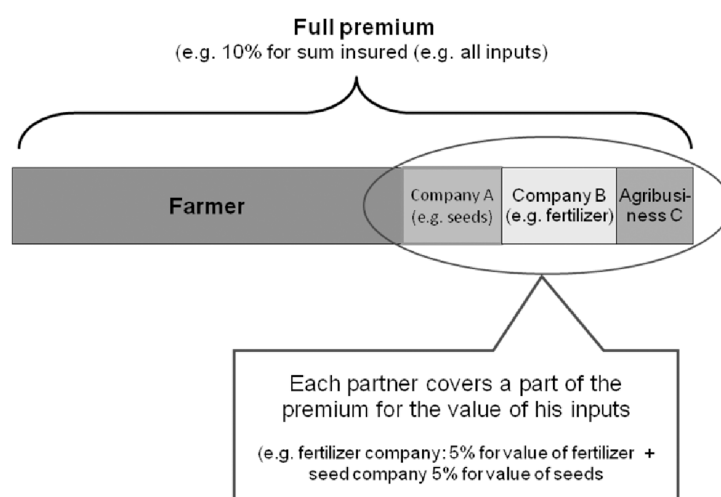 Full premium
(e.g. 10% for sum insured (e.g. all inputs)
Farmer
Company A
(e.g. seeds)
Company B
(e.g. fertilizer)
Agribusi-
ness C
Each partner covers a part of the
premium for the value of his inputs
(e.g. fertilizer company: 5% for value of fertilizer +
seed company 5% for value of seeds